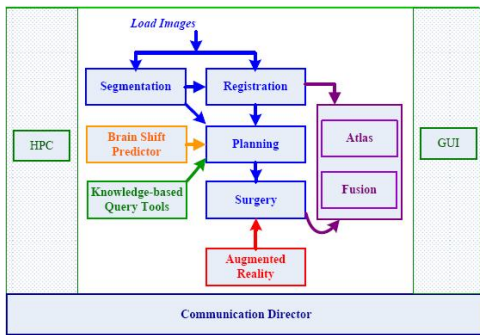 Load Images
Segmentation
Registration
HPC
Brain Shift
Predictor
Planning
Atlas
GUI
Knowledge-based
Query Tools
Surgery
Fusion
Augmented
Reality
Communication Director